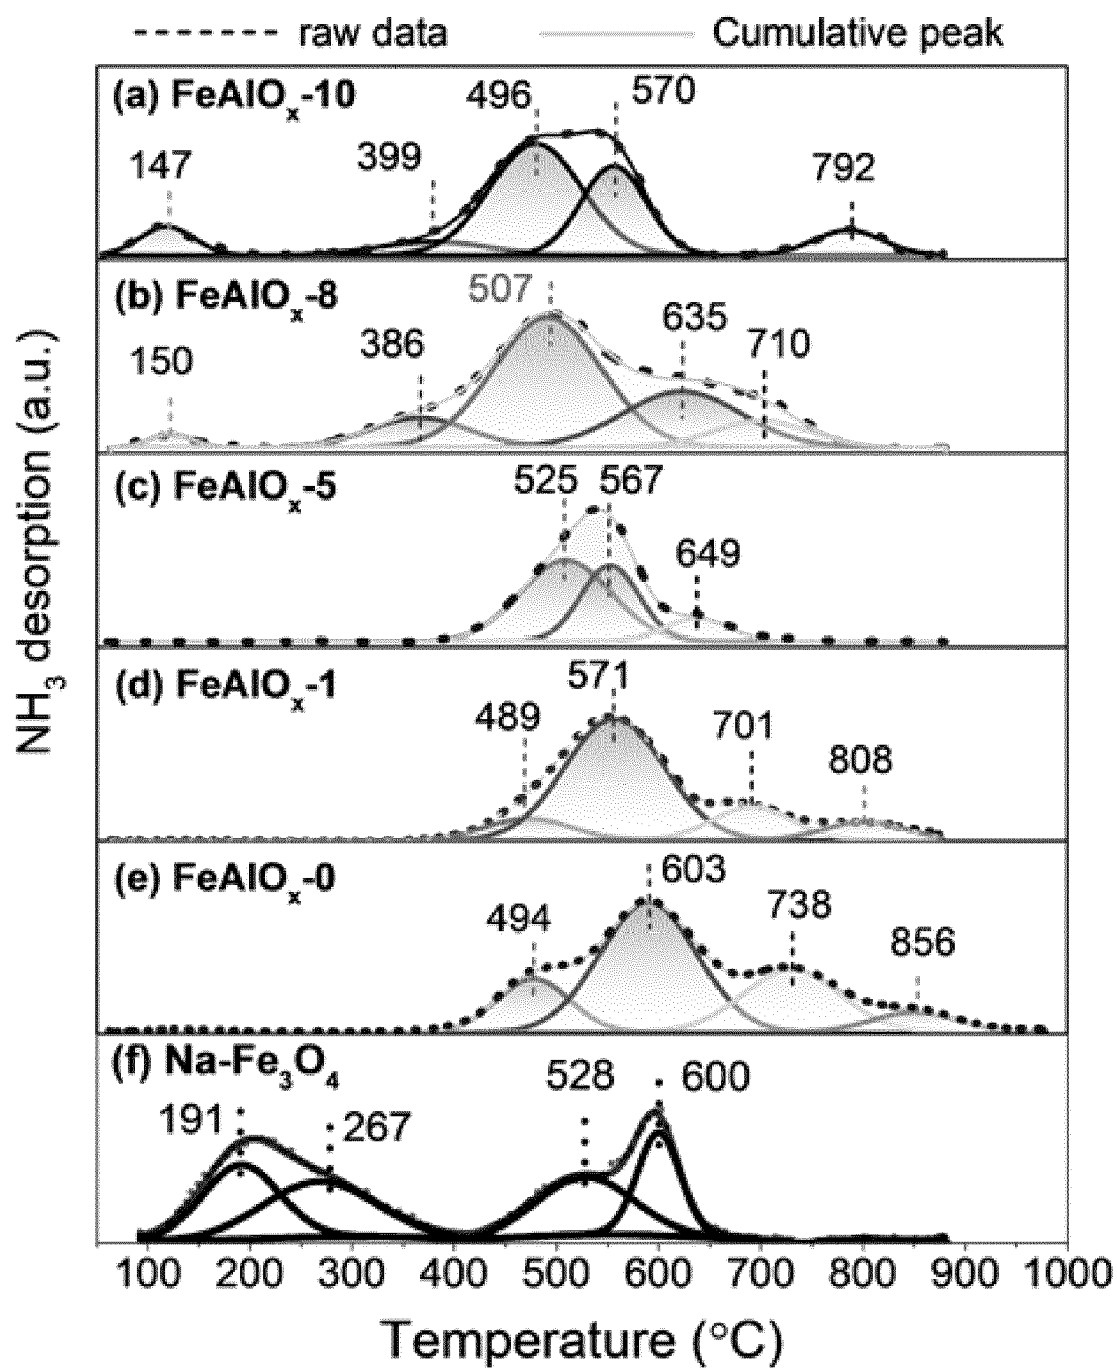 raw data Cumulative peak
(a) FeAlOx-10
496 570
147 399 792
(b) FeAlOx-8
507
150 386 635 710
(c) FeAlOx-5
525 567
649
(d) FeAlOx-1
571
489 701 808
(e) FeAlOx-0
603
494 738 856
(f) Na-Fe3O4
191 267 528 600
NH3 desorption (a.u.)
100 200 300 400 500 600 700 800 900 1000
Temperature (°C)